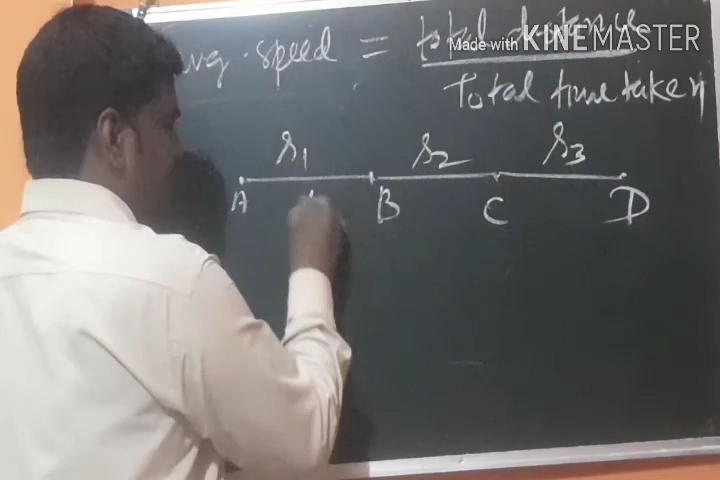 avg. speed = total distance
Total time taken
Made with KINEMASTER
S1 S2 S3
A B C D